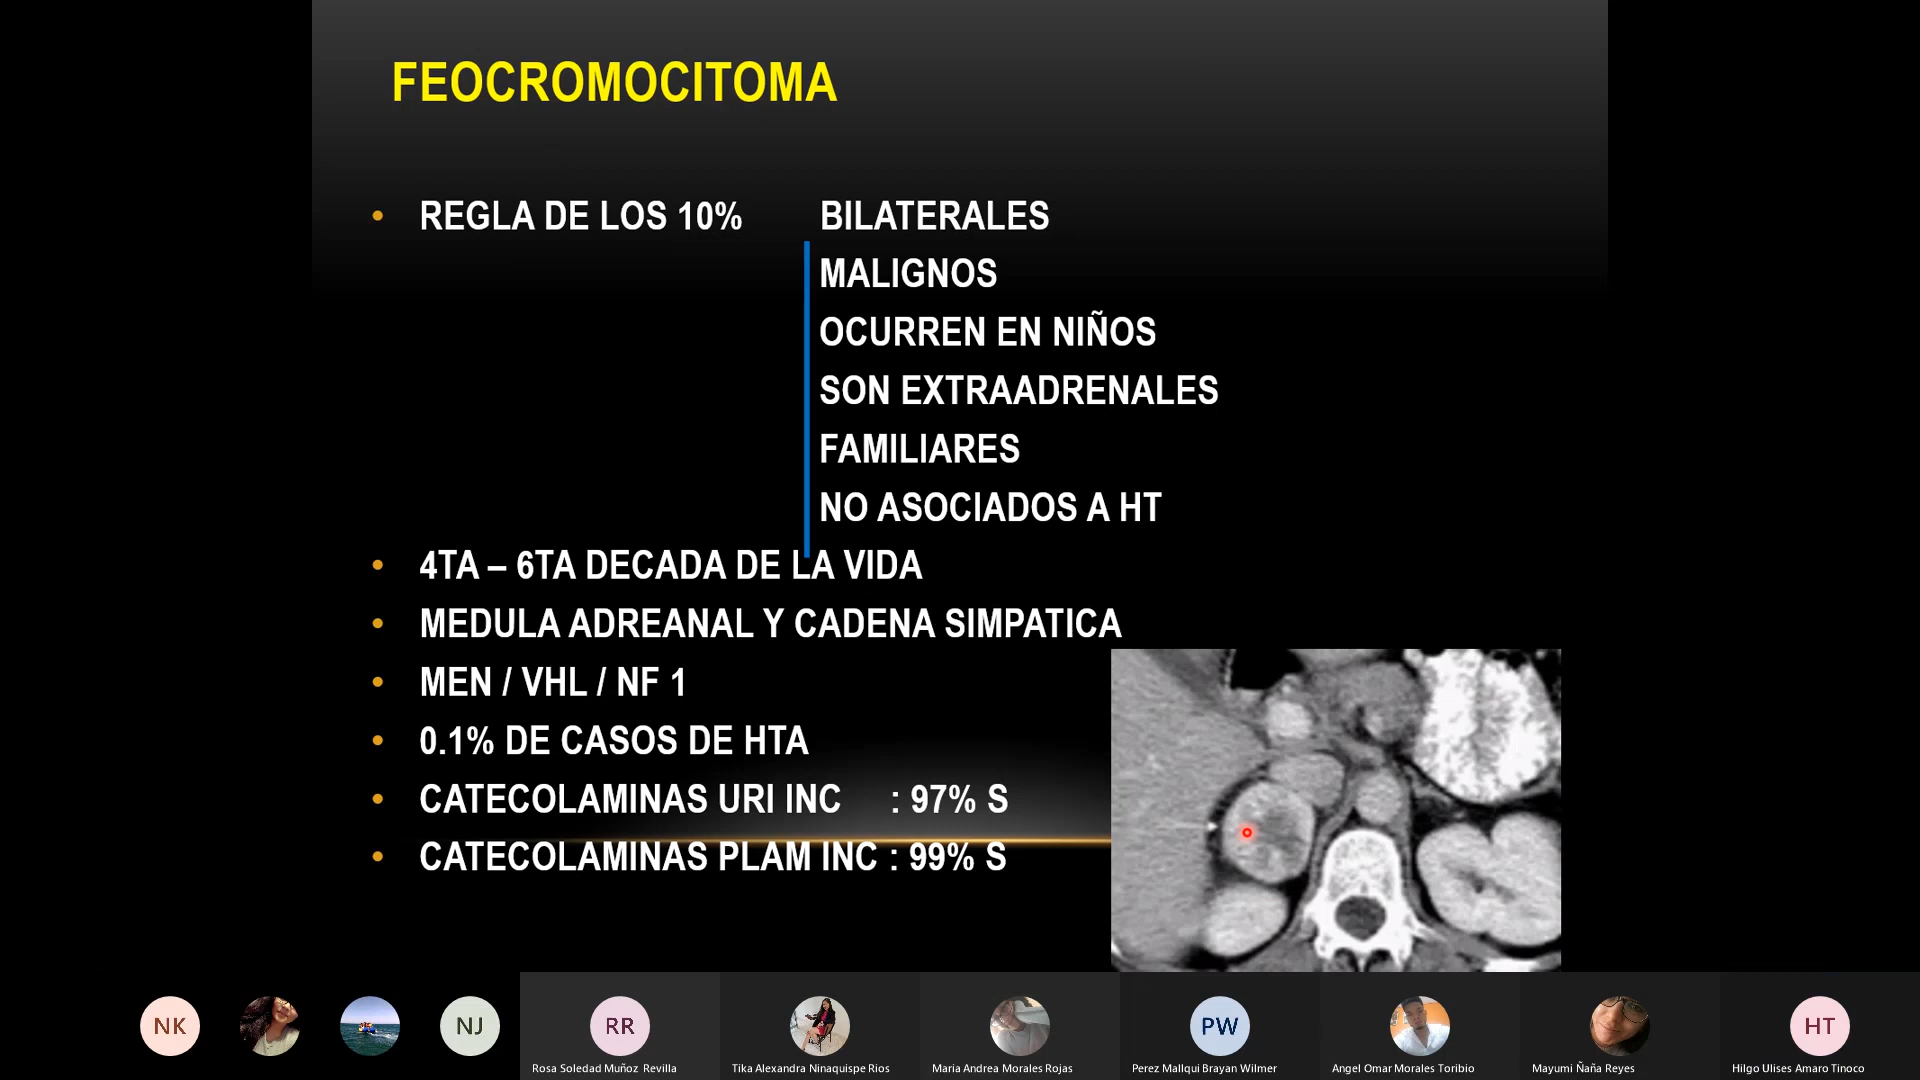 FEOCROMOCITOMA
• REGLA DE LOS 10% BILATERALES
MALIGNOS
OCURREN EN NIÑOS
SON EXTRAADRENALES
FAMILIARES
NO ASOCIADOS A HT
• 4TA – 6TA DECADA DE LA VIDA
• MEDULA ADREANAL Y CADENA SIMPATICA
• MEN / VHL / NF 1
• 0.1% DE CASOS DE HTA
• CATECOLAMINAS URI INC : 97% S
• CATECOLAMINAS PLAM INC : 99% S
NK
NJ
RR
PW
HT
Rosa Soledad Muñoz Revilla
Tika Alexandra Ninaquispe Rios
Maria Andrea Morales Rojas
Perez Mallqui Brayan Wilmer
Angel Omar Morales Toribio
Mayumi Ñaña Reyes
Hilgo Ulises Amaro Tinoco